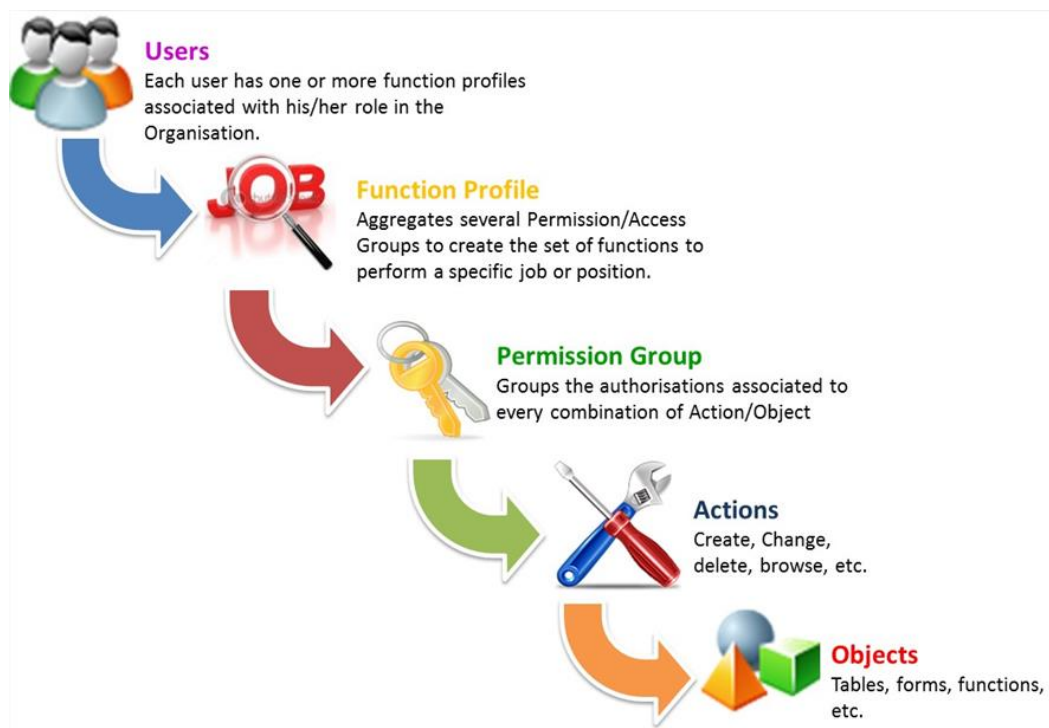 Users
Each user has one or more function profiles
associated with his/her role in the
Organisation.
JOB
Function Profile
Aggregates several Permission/Access
Groups to create the set of functions to
perform a specific job or position.
Permission Group
Groups the authorisations associated to
every combination of Action/Object
Actions
Create, Change,
delete, browse, etc.
Objects
Tables, forms, functions,
etc.